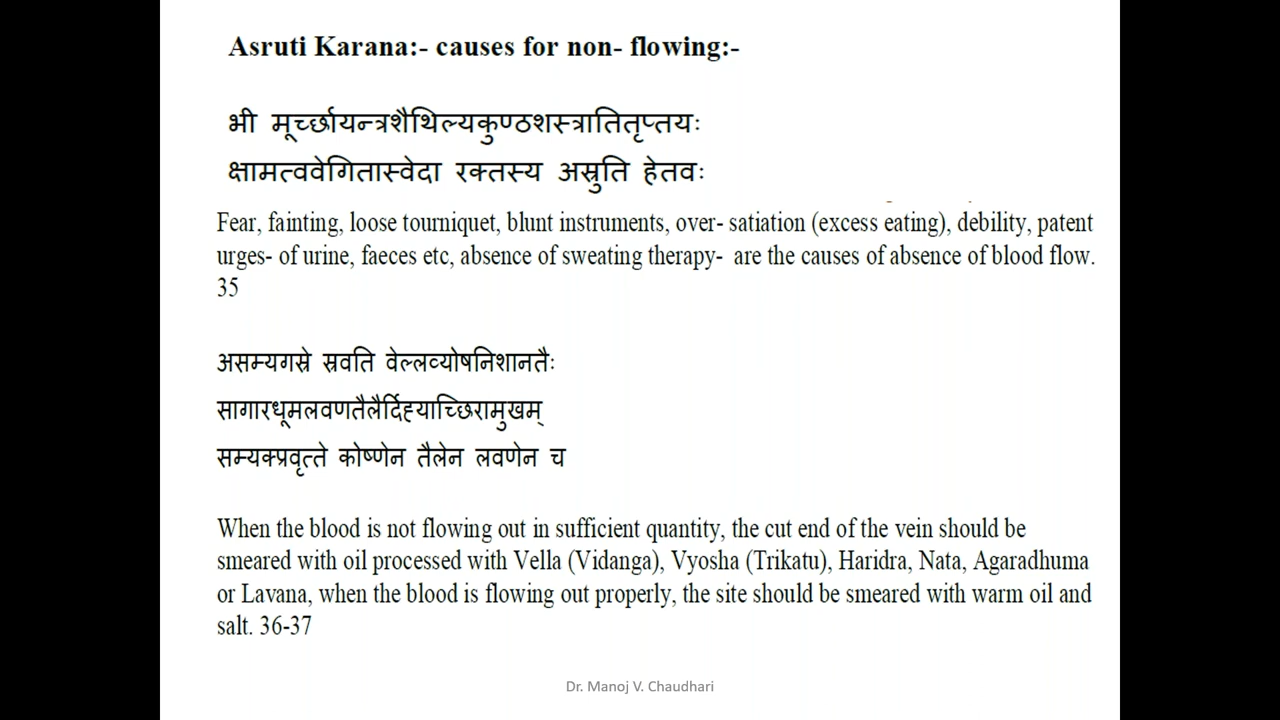 Asruti Karana:- causes for non- flowing:-
भी मूर्च्छायन्त्रशैथिल्यकुण्ठशस्त्रातितृप्तयः
क्षामत्ववेगितास्वेदा रक्तस्य अस्रुति हेतवः
Fear, fainting, loose tourniquet, blunt instruments, over- satiation (excess eating), debility, patent
urges- of urine, faeces etc, absence of sweating therapy- are the causes of absence of blood flow.
35
असम्यगस्रे स्रवति वेल्लव्योषनिशानतैः
सागारधूमलवणतैलैर्दिह्याच्छिरामुखम्
सम्यक्प्रवृत्ते कोष्णेन तैलेन लवणेन च
When the blood is not flowing out in sufficient quantity, the cut end of the vein should be
smeared with oil processed with Vella (Vidanga), Vyosha (Trikatu), Haridra, Nata, Agaradhuma
or Lavana, when the blood is flowing out properly, the site should be smeared with warm oil and
salt. 36-37
Dr. Manoj V. Chaudhari